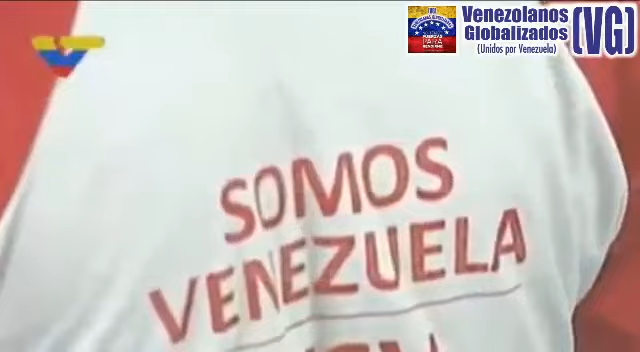 Venezolanos
Globalizados
(Unidos por Venezuela)
(VG)
SOMOS
VENEZUELA